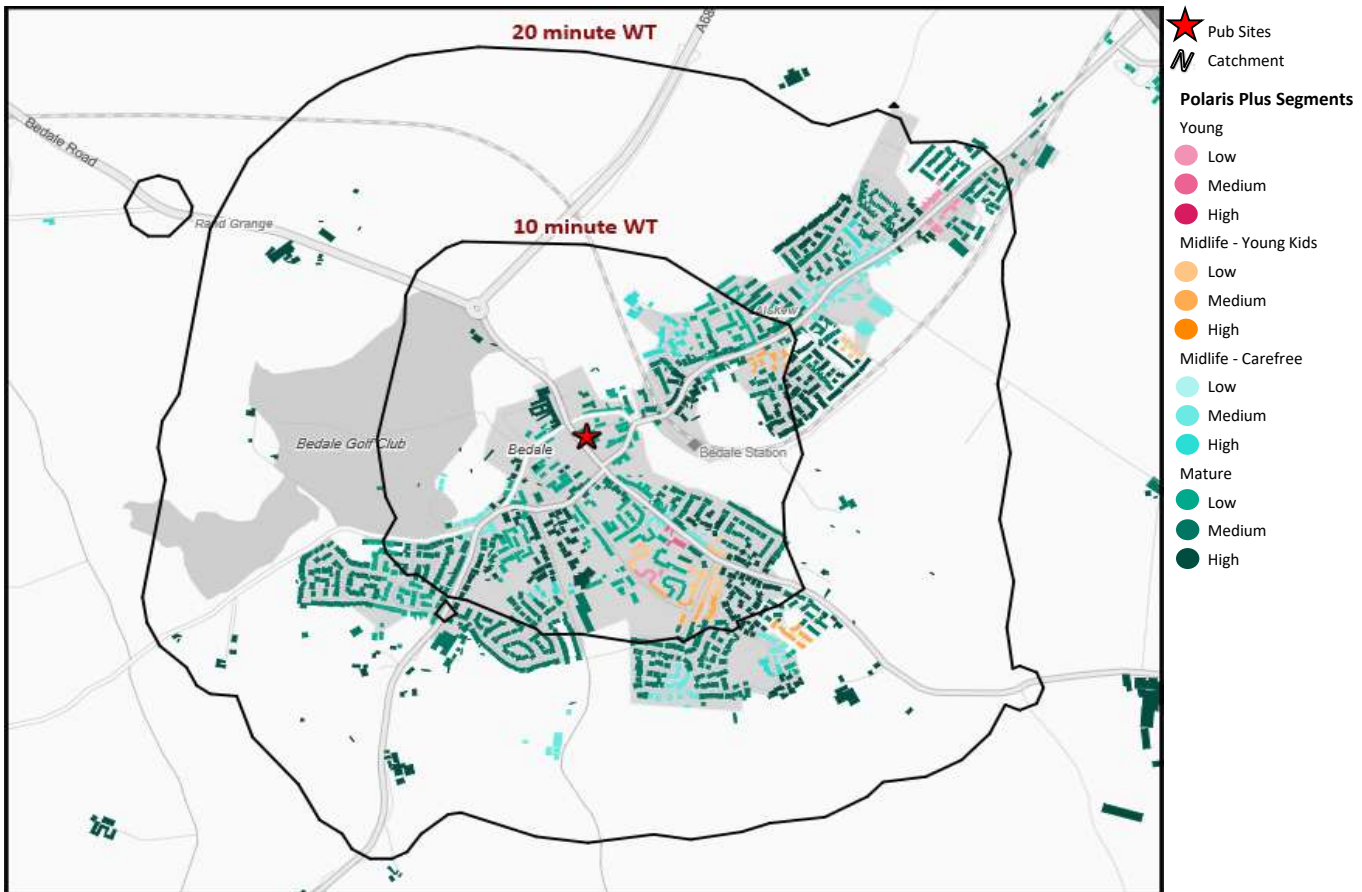 20 minute WT
A68
Bedale Road
Rand Grange
10 minute WT
Aiskew
Bedale Golf Club
Bedale
Bedale Station
Pub Sites
Catchment
Polaris Plus Segments
Young
Low
Medium
High
Midlife - Young Kids
Low
Medium
High
Midlife - Carefree
Low
Medium
High
Mature
Low
Medium
High